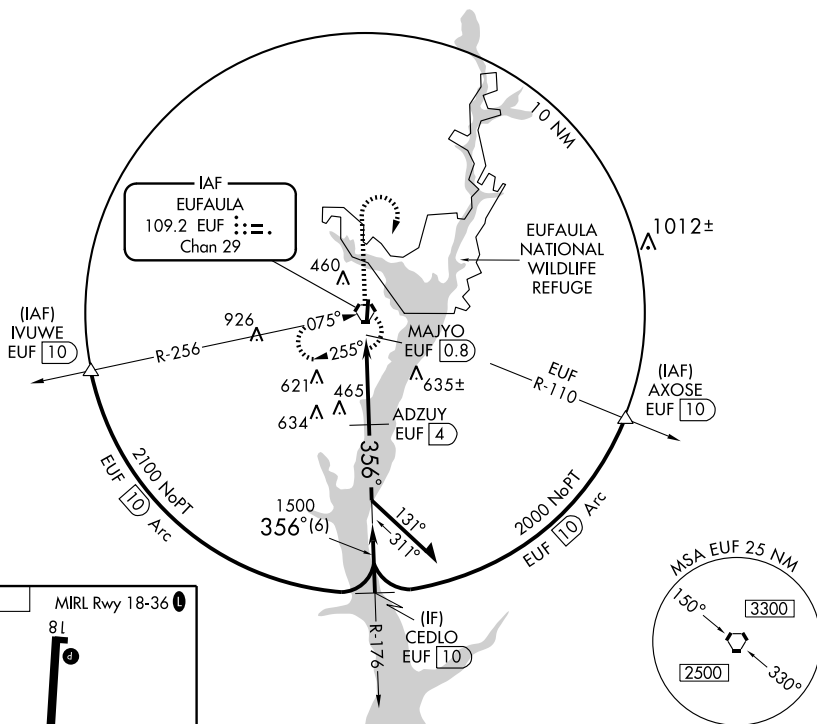 10 NM
IAF
EUFAULA
109.2 EUF
Chan 29
1012±
EUFAULA
NATIONAL
WILDLIFE
REFUGE
460
(IAF)
IVUWE
EUF 10
926
R-256
075°
255°
MAJYO
EUF 0.8
EUF
R-110
(IAF)
AXOSE
EUF 10
621
465
634
635±
ADZUY
EUF 4
356°
2100 NoPT
EUF 10 Arc
1500
356°(6)
131°
311°
2000 NoPT
EUF 10 Arc
(IF)
CEDLO
EUF 10
R-176
MSA EUF 25 NM
150°
3300
2500
330°
MIRL Rwy 18-36 L
18
P